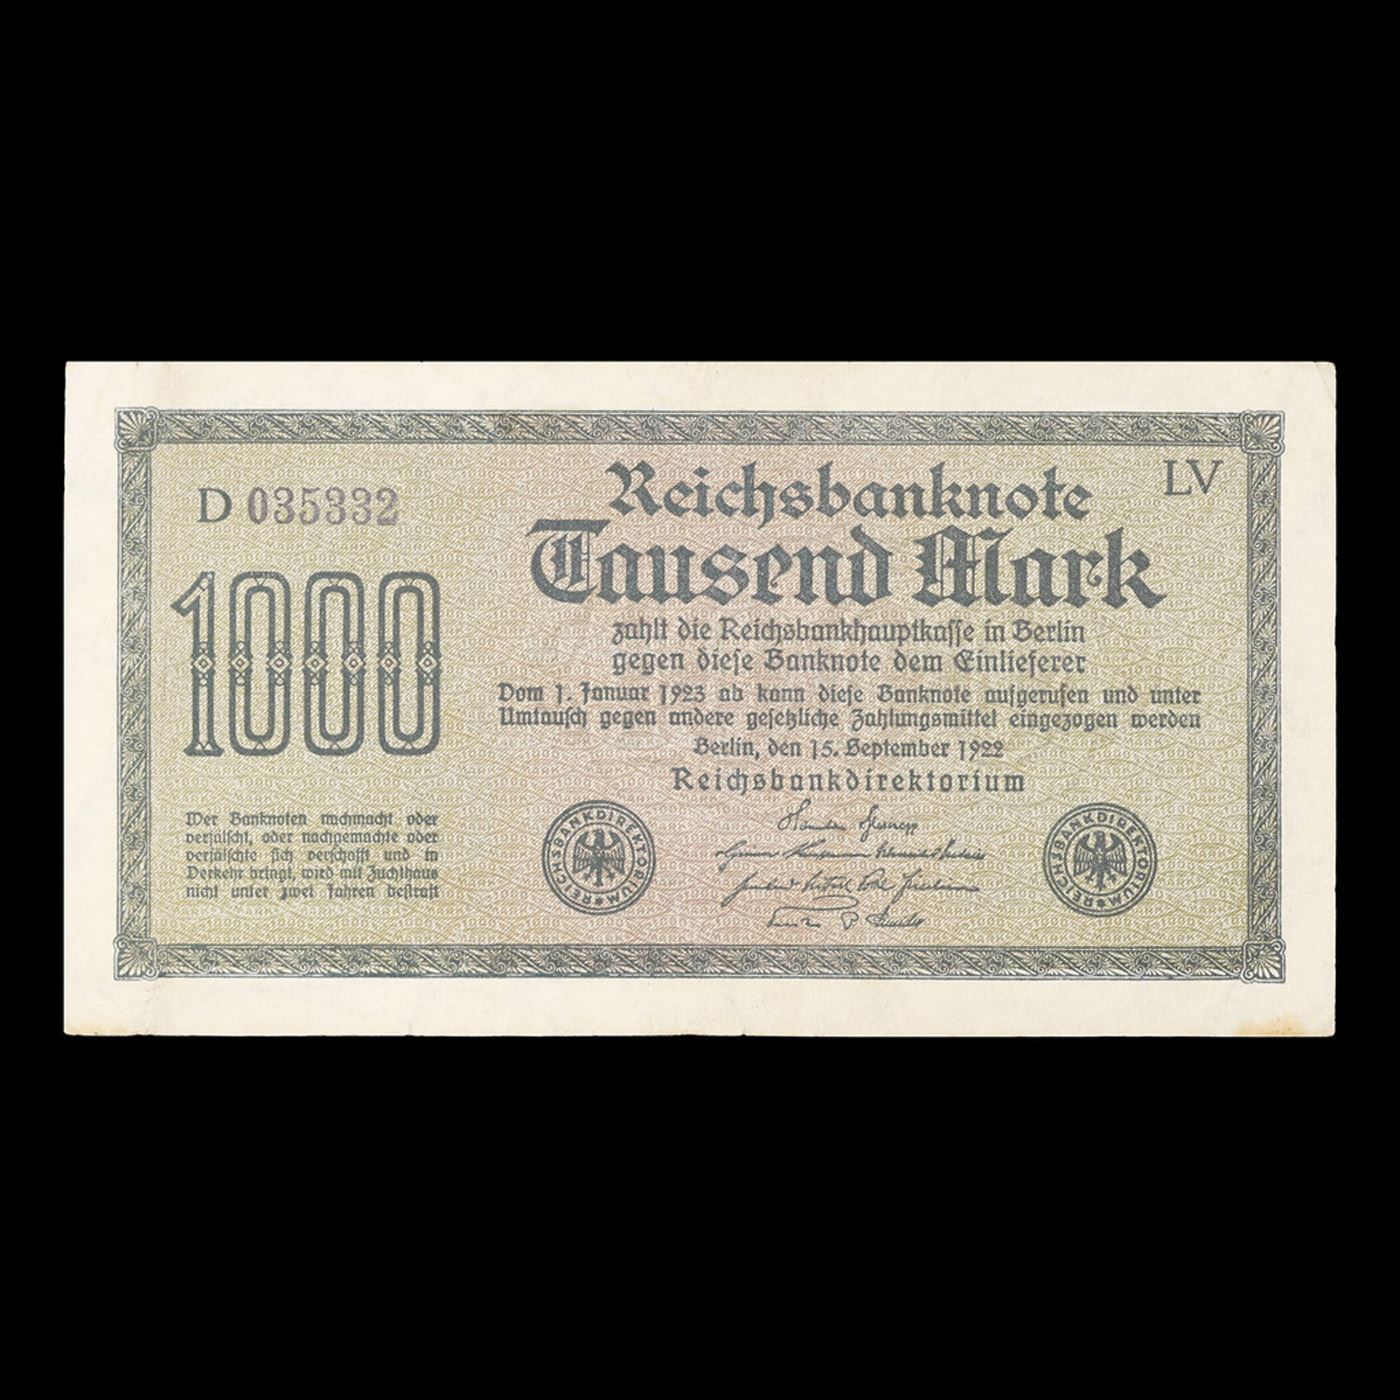 D 035332
LV
Reichsbanknote
Tausend Mark
zahlt die Reichsbankhauptkasse in Berlin
gegen diese Banknote dem Einlieferer
Vom 1. Januar 1923 ab kann diese Banknote aufgerufen und unter
Umtausch gegen andere gesetzliche Zahlungsmittel eingezogen werden
Berlin, den 15. September 1922
Reichsbankdirektorium
1000
Wer Banknoten nachmacht oder
verfälscht, oder nachgemachte oder
verfälschte sich verschafft und in
Verkehr bringt, wird mit Zuchthaus
nicht unter zwei Jahren bestraft
REICHSBANKDIREKTORIUM
REICHSBANKDIREKTORIUM